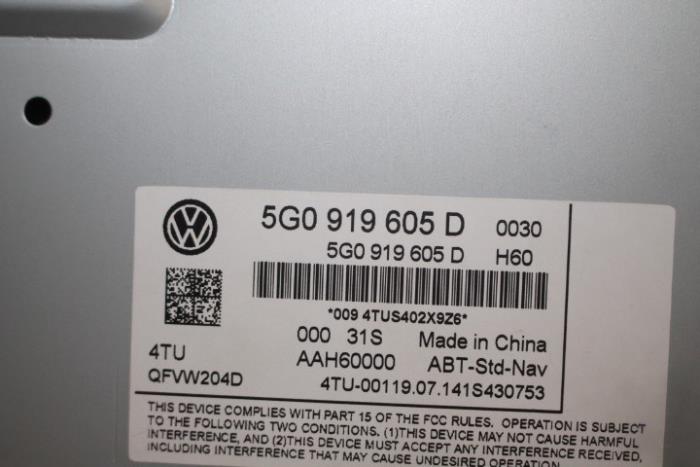 5G0 919 605 D 0030
5G0 919 605 D H60
*009 4TUS402X9Z6*
000 31S Made in China
4TU AAH60000 ABT-Std-Nav
QFVW204D 4TU-00119.07.141S430753
THIS DEVICE COMPLIES WITH PART 15 OF THE FCC RULES. OPERATION IS SUBJECT
TO THE FOLLOWING TWO CONDITIONS. (1)THIS DEVICE MAY NOT CAUSE HARMFUL
INTERFERENCE, AND (2)THIS DEVICE MUST ACCEPT ANY INTERFERENCE RECEIVED,
INCLUDING INTERFERENCE THAT MAY CAUSE UNDESIRED OPERATION.